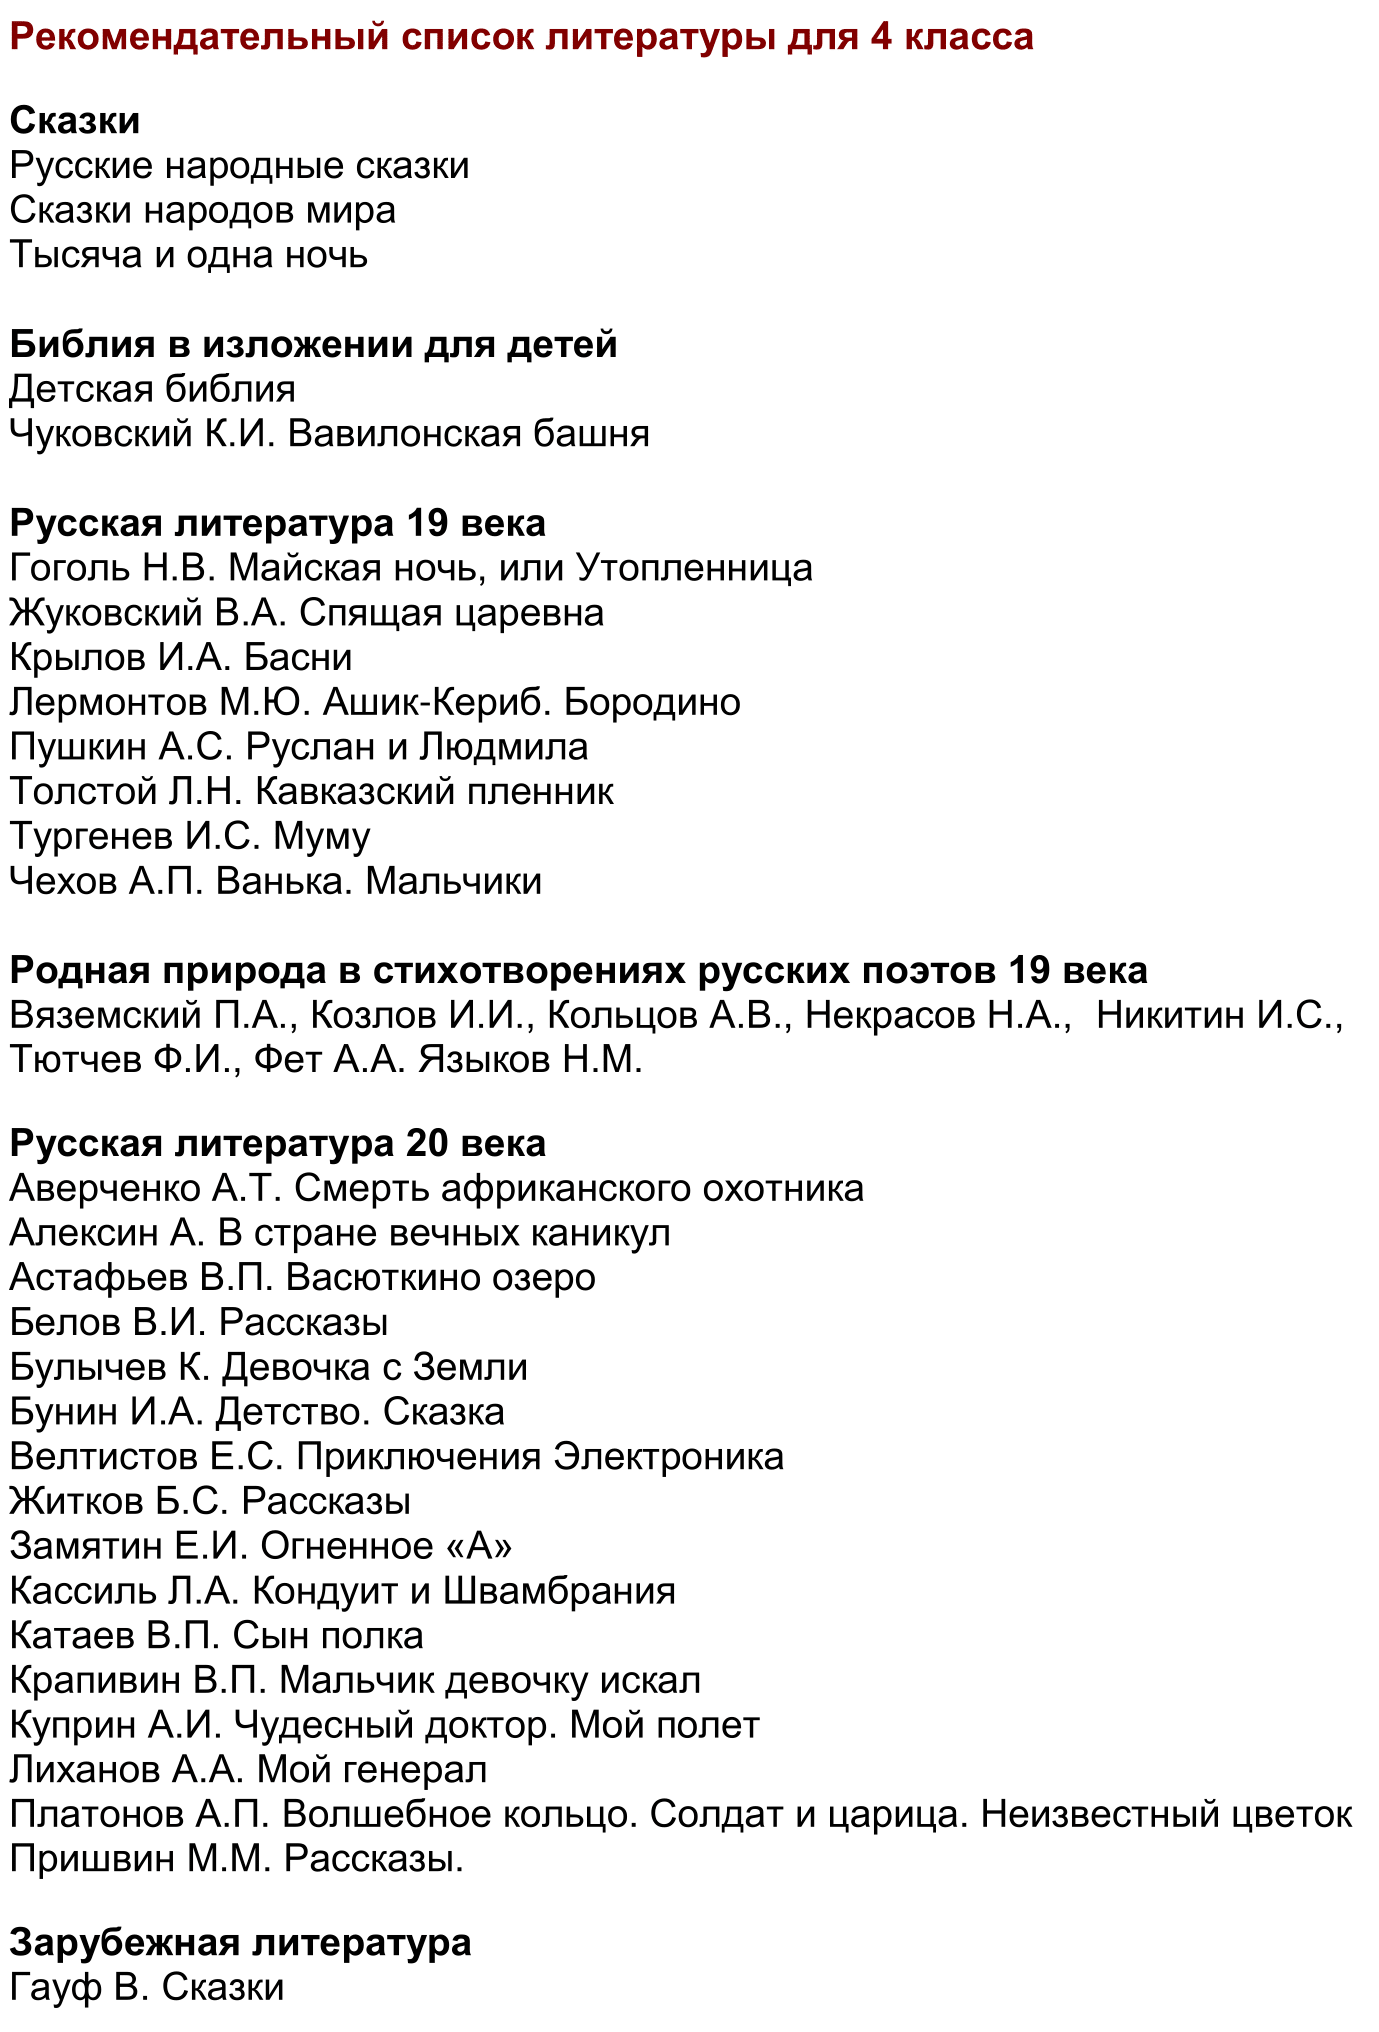 Рекомендательный список литературы для 4 класса
Сказки
Русские народные сказки
Сказки народов мира
Тысяча и одна ночь
Библия в изложении для детей
Детская библия
Чуковский К.И. Вавилонская башня
Русская литература 19 века
Гоголь Н.В. Майская ночь, или Утопленница
Жуковский В.А. Спящая царевна
Крылов И.А. Басни
Лермонтов М.Ю. Ашик-Кериб. Бородино
Пушкин А.С. Руслан и Людмила
Толстой Л.Н. Кавказский пленник
Тургенев И.С. Муму
Чехов А.П. Ванька. Мальчики
Родная природа в стихотворениях русских поэтов 19 века
Вяземский П.А., Козлов И.И., Кольцов А.В., Некрасов Н.А.,  Никитин И.С.,
Тютчев Ф.И., Фет А.А. Языков Н.М.
Русская литература 20 века
Аверченко А.Т. Смерть африканского охотника
Алексин А. В стране вечных каникул
Астафьев В.П. Васюткино озеро
Белов В.И. Рассказы
Булычев К. Девочка с Земли
Бунин И.А. Детство. Сказка
Велтистов Е.С. Приключения Электроника
Житков Б.С. Рассказы
Замятин Е.И. Огненное «А»
Кассиль Л.А. Кондуит и Швамбрания
Катаев В.П. Сын полка
Крапивин В.П. Мальчик девочку искал
Куприн А.И. Чудесный доктор. Мой полет
Лиханов А.А. Мой генерал
Платонов А.П. Волшебное кольцо. Солдат и царица. Неизвестный цветок
Пришвин М.М. Рассказы.
Зарубежная литература
Гауф В. Сказки